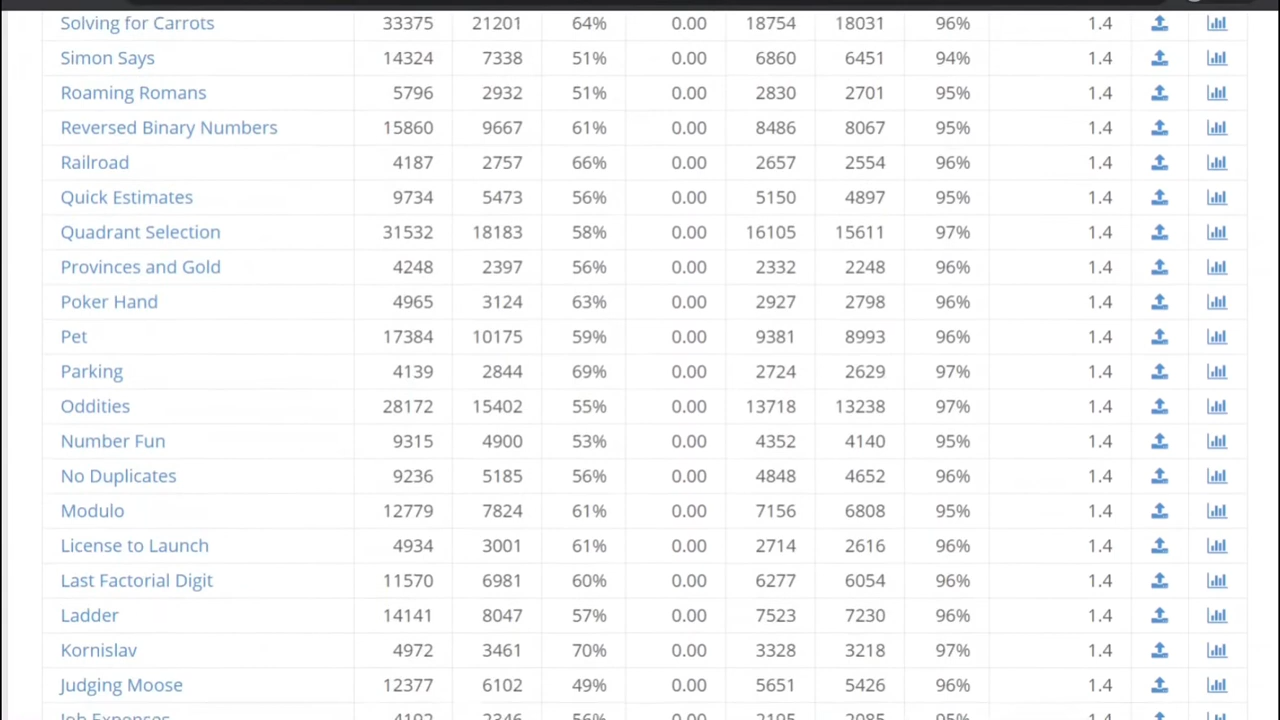 Solving for Carrots 33375 21201 64% 0.00 18754 18031 96% 1.4
Simon Says 14324 7338 51% 0.00 6860 6451 94% 1.4
Roaming Romans 5796 2932 51% 0.00 2830 2701 95% 1.4
Reversed Binary Numbers 15860 9667 61% 0.00 8486 8067 95% 1.4
Railroad 4187 2757 66% 0.00 2657 2554 96% 1.4
Quick Estimates 9734 5473 56% 0.00 5150 4897 95% 1.4
Quadrant Selection 31532 18183 58% 0.00 16105 15611 97% 1.4
Provinces and Gold 4248 2397 56% 0.00 2332 2248 96% 1.4
Poker Hand 4965 3124 63% 0.00 2927 2798 96% 1.4
Pet 17384 10175 59% 0.00 9381 8993 96% 1.4
Parking 4139 2844 69% 0.00 2724 2629 97% 1.4
Oddities 28172 15402 55% 0.00 13718 13238 97% 1.4
Number Fun 9315 4900 53% 0.00 4352 4140 95% 1.4
No Duplicates 9236 5185 56% 0.00 4848 4652 96% 1.4
Modulo 12779 7824 61% 0.00 7156 6808 95% 1.4
License to Launch 4934 3001 61% 0.00 2714 2616 96% 1.4
Last Factorial Digit 11570 6981 60% 0.00 6277 6054 96% 1.4
Ladder 14141 8047 57% 0.00 7523 7230 96% 1.4
Kornislav 4972 3461 70% 0.00 3328 3218 97% 1.4
Judging Moose 12377 6102 49% 0.00 5651 5426 96% 1.4
Job Expenses 0.00 1.4